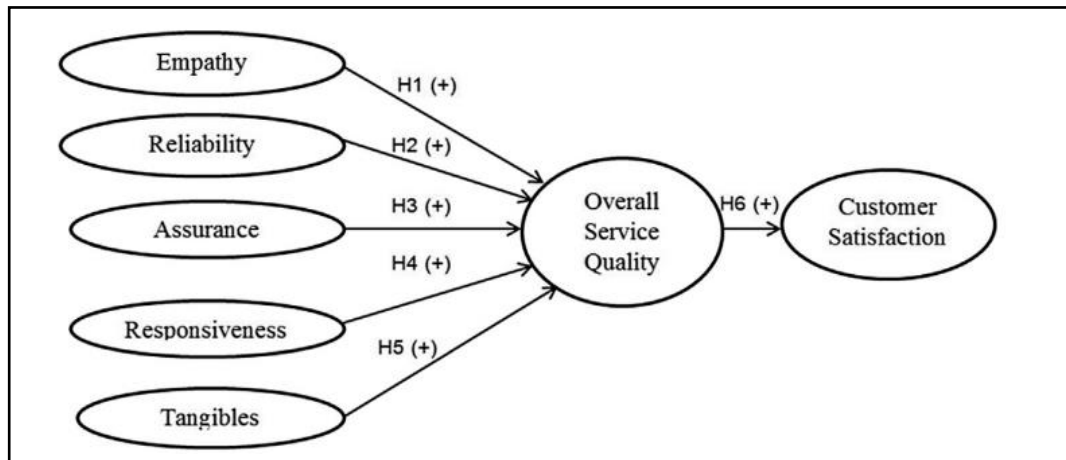 Empathy
H1 (+)
Reliability
H2 (+)
Assurance
H3 (+)
Responsiveness
H4 (+)
Tangibles
H5 (+)
Overall
Service
Quality
H6 (+)
Customer
Satisfaction